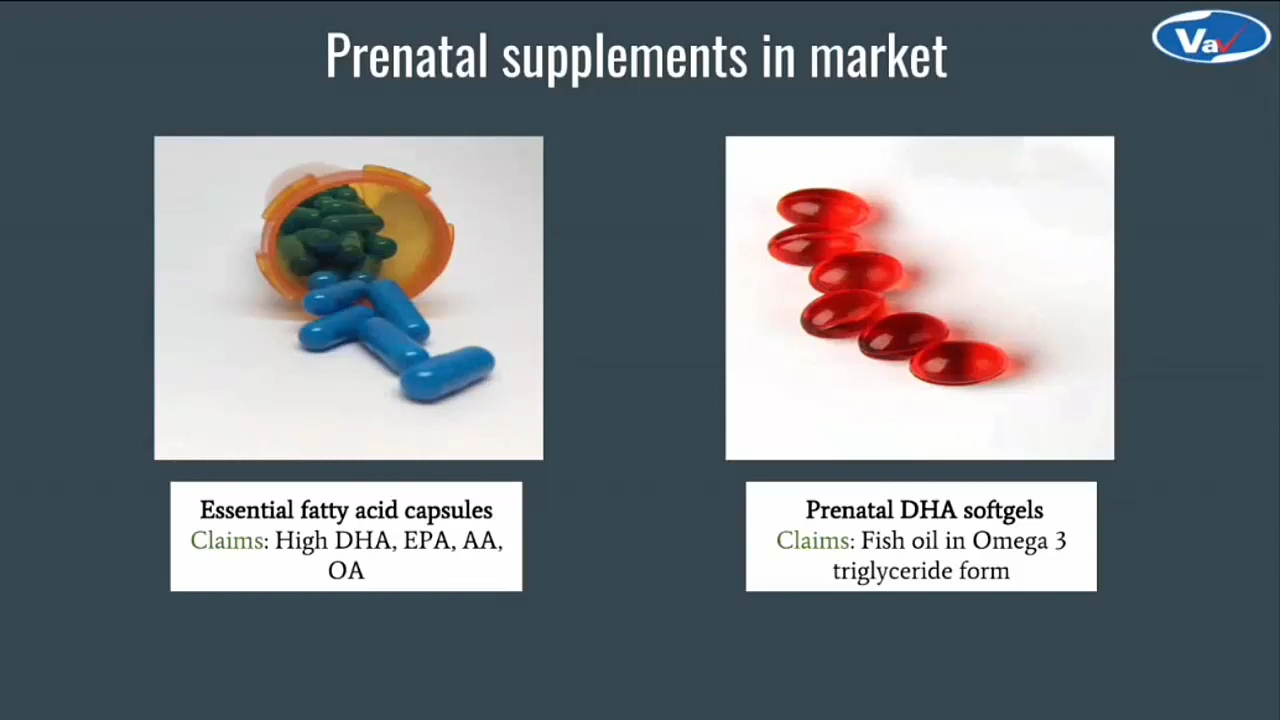 Prenatal supplements in market
Vav
Essential fatty acid capsules
Claims: High DHA, EPA, AA,
OA
Prenatal DHA softgels
Claims: Fish oil in Omega 3
triglyceride form